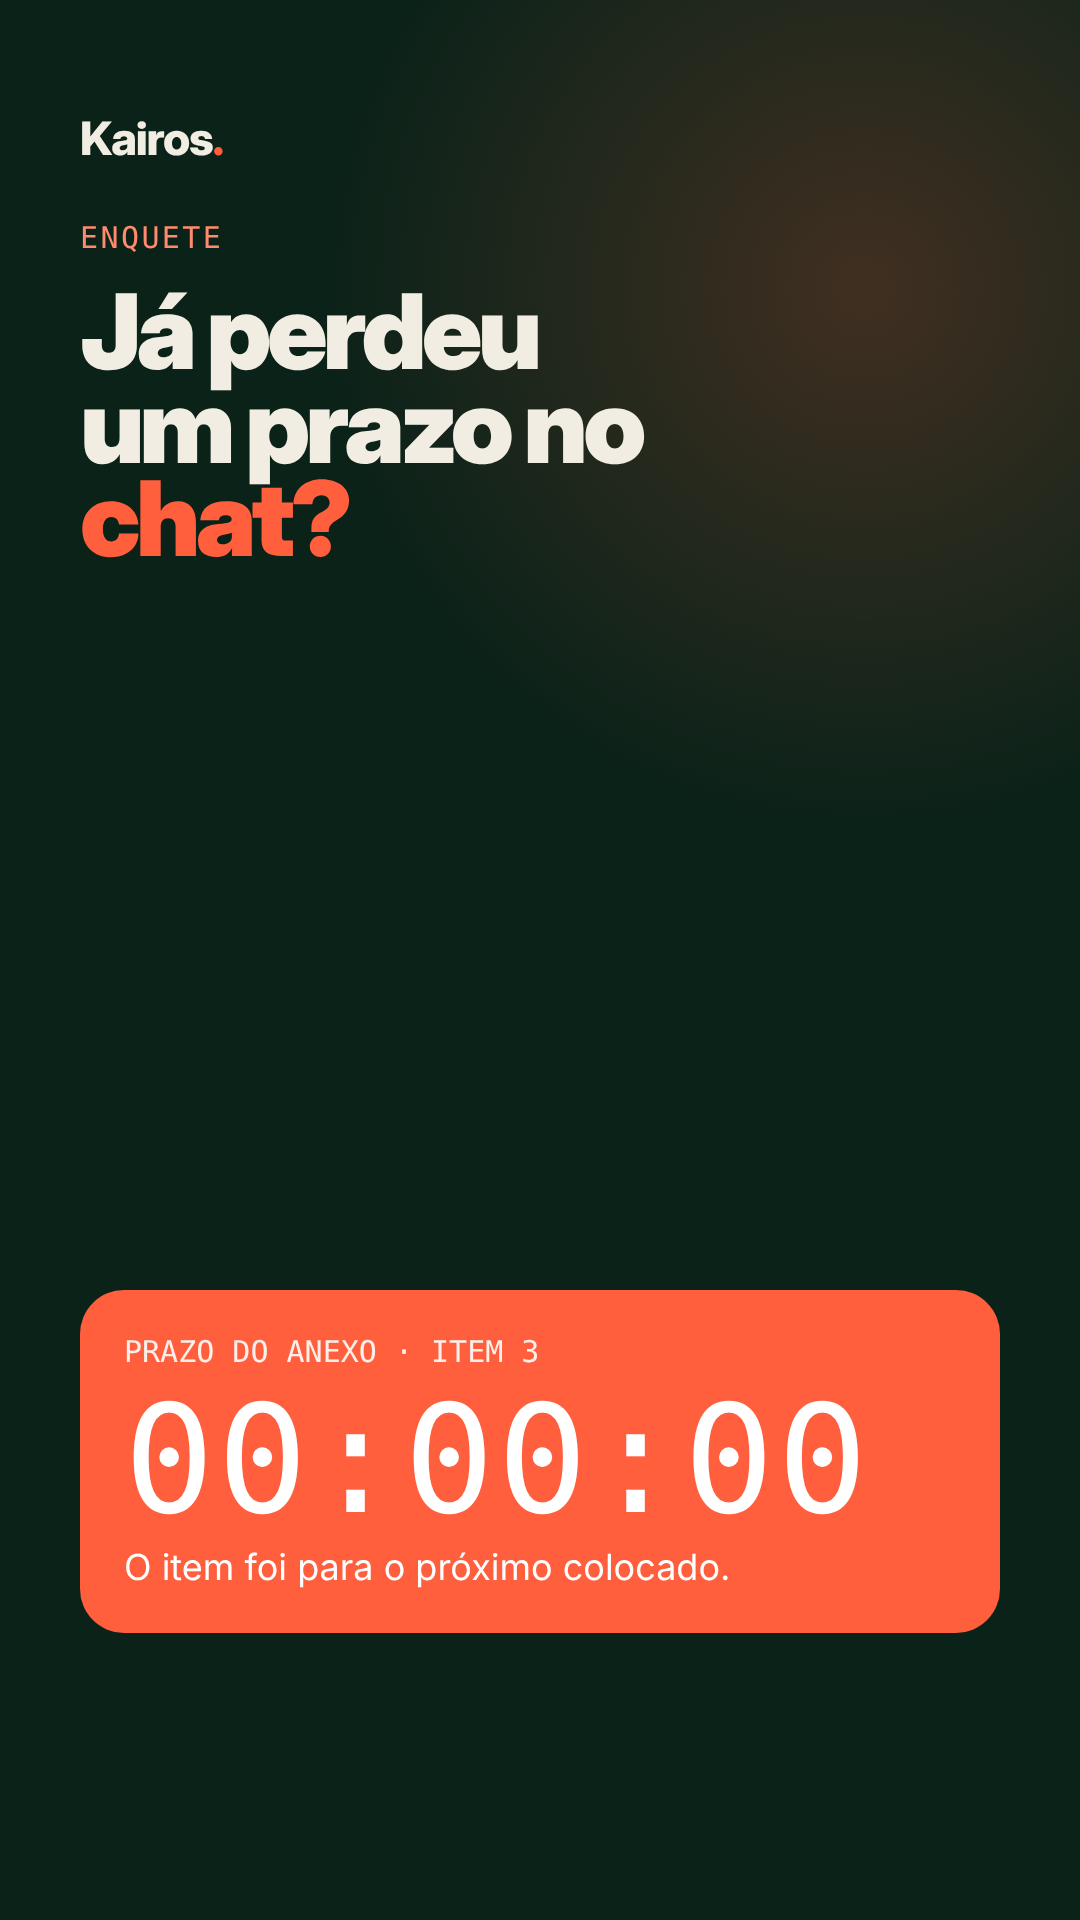 Kairos.
ENQUETE
Já perdeu
um prazo no
chat?
PRAZO DO ANEXO · ITEM 3
00:00:00
O item foi para o próximo colocado.